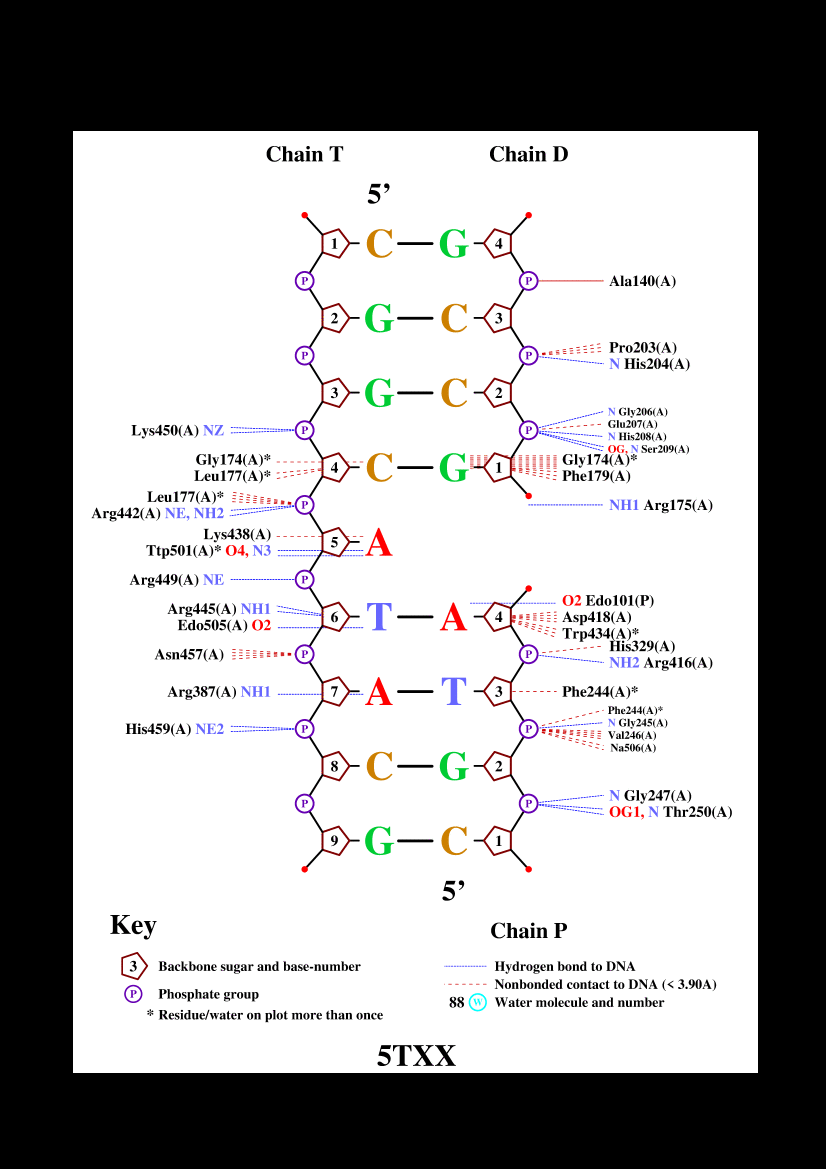 Chain T Chain D
5’
1 C G 4
P P Ala140(A)
2 G C 3
P P Pro203(A)
N His204(A)
3 G C 2
Lys450(A) NZ P P N Gly206(A)
Glu207(A)
N His208(A)
OG, N Ser209(A)
Gly174(A)* 4 C G 1 Gly174(A)*
Leu177(A)* Phe179(A)
Leu177(A)* P
Arg442(A) NE, NH2 NH1 Arg175(A)
Lys438(A) 5 A
Ttp501(A)* O4, N3
Arg449(A) NE P
O2 Edo101(P)
Arg445(A) NH1 6 T A 4 Asp418(A)
Edo505(A) O2 Trp434(A)*
Asn457(A) P P His329(A)
NH2 Arg416(A)
Arg387(A) NH1 7 A T 3 Phe244(A)*
Phe244(A)*
His459(A) NE2 P P N Gly245(A)
Val246(A)
Na506(A)
8 C G 2
P P N Gly247(A)
OG1, N Thr250(A)
9 G C 1
5’
Key Chain P
3 Backbone sugar and base-number Hydrogen bond to DNA
P Phosphate group Nonbonded contact to DNA (< 3.90A)
* Residue/water on plot more than once 88 W Water molecule and number
5TXX